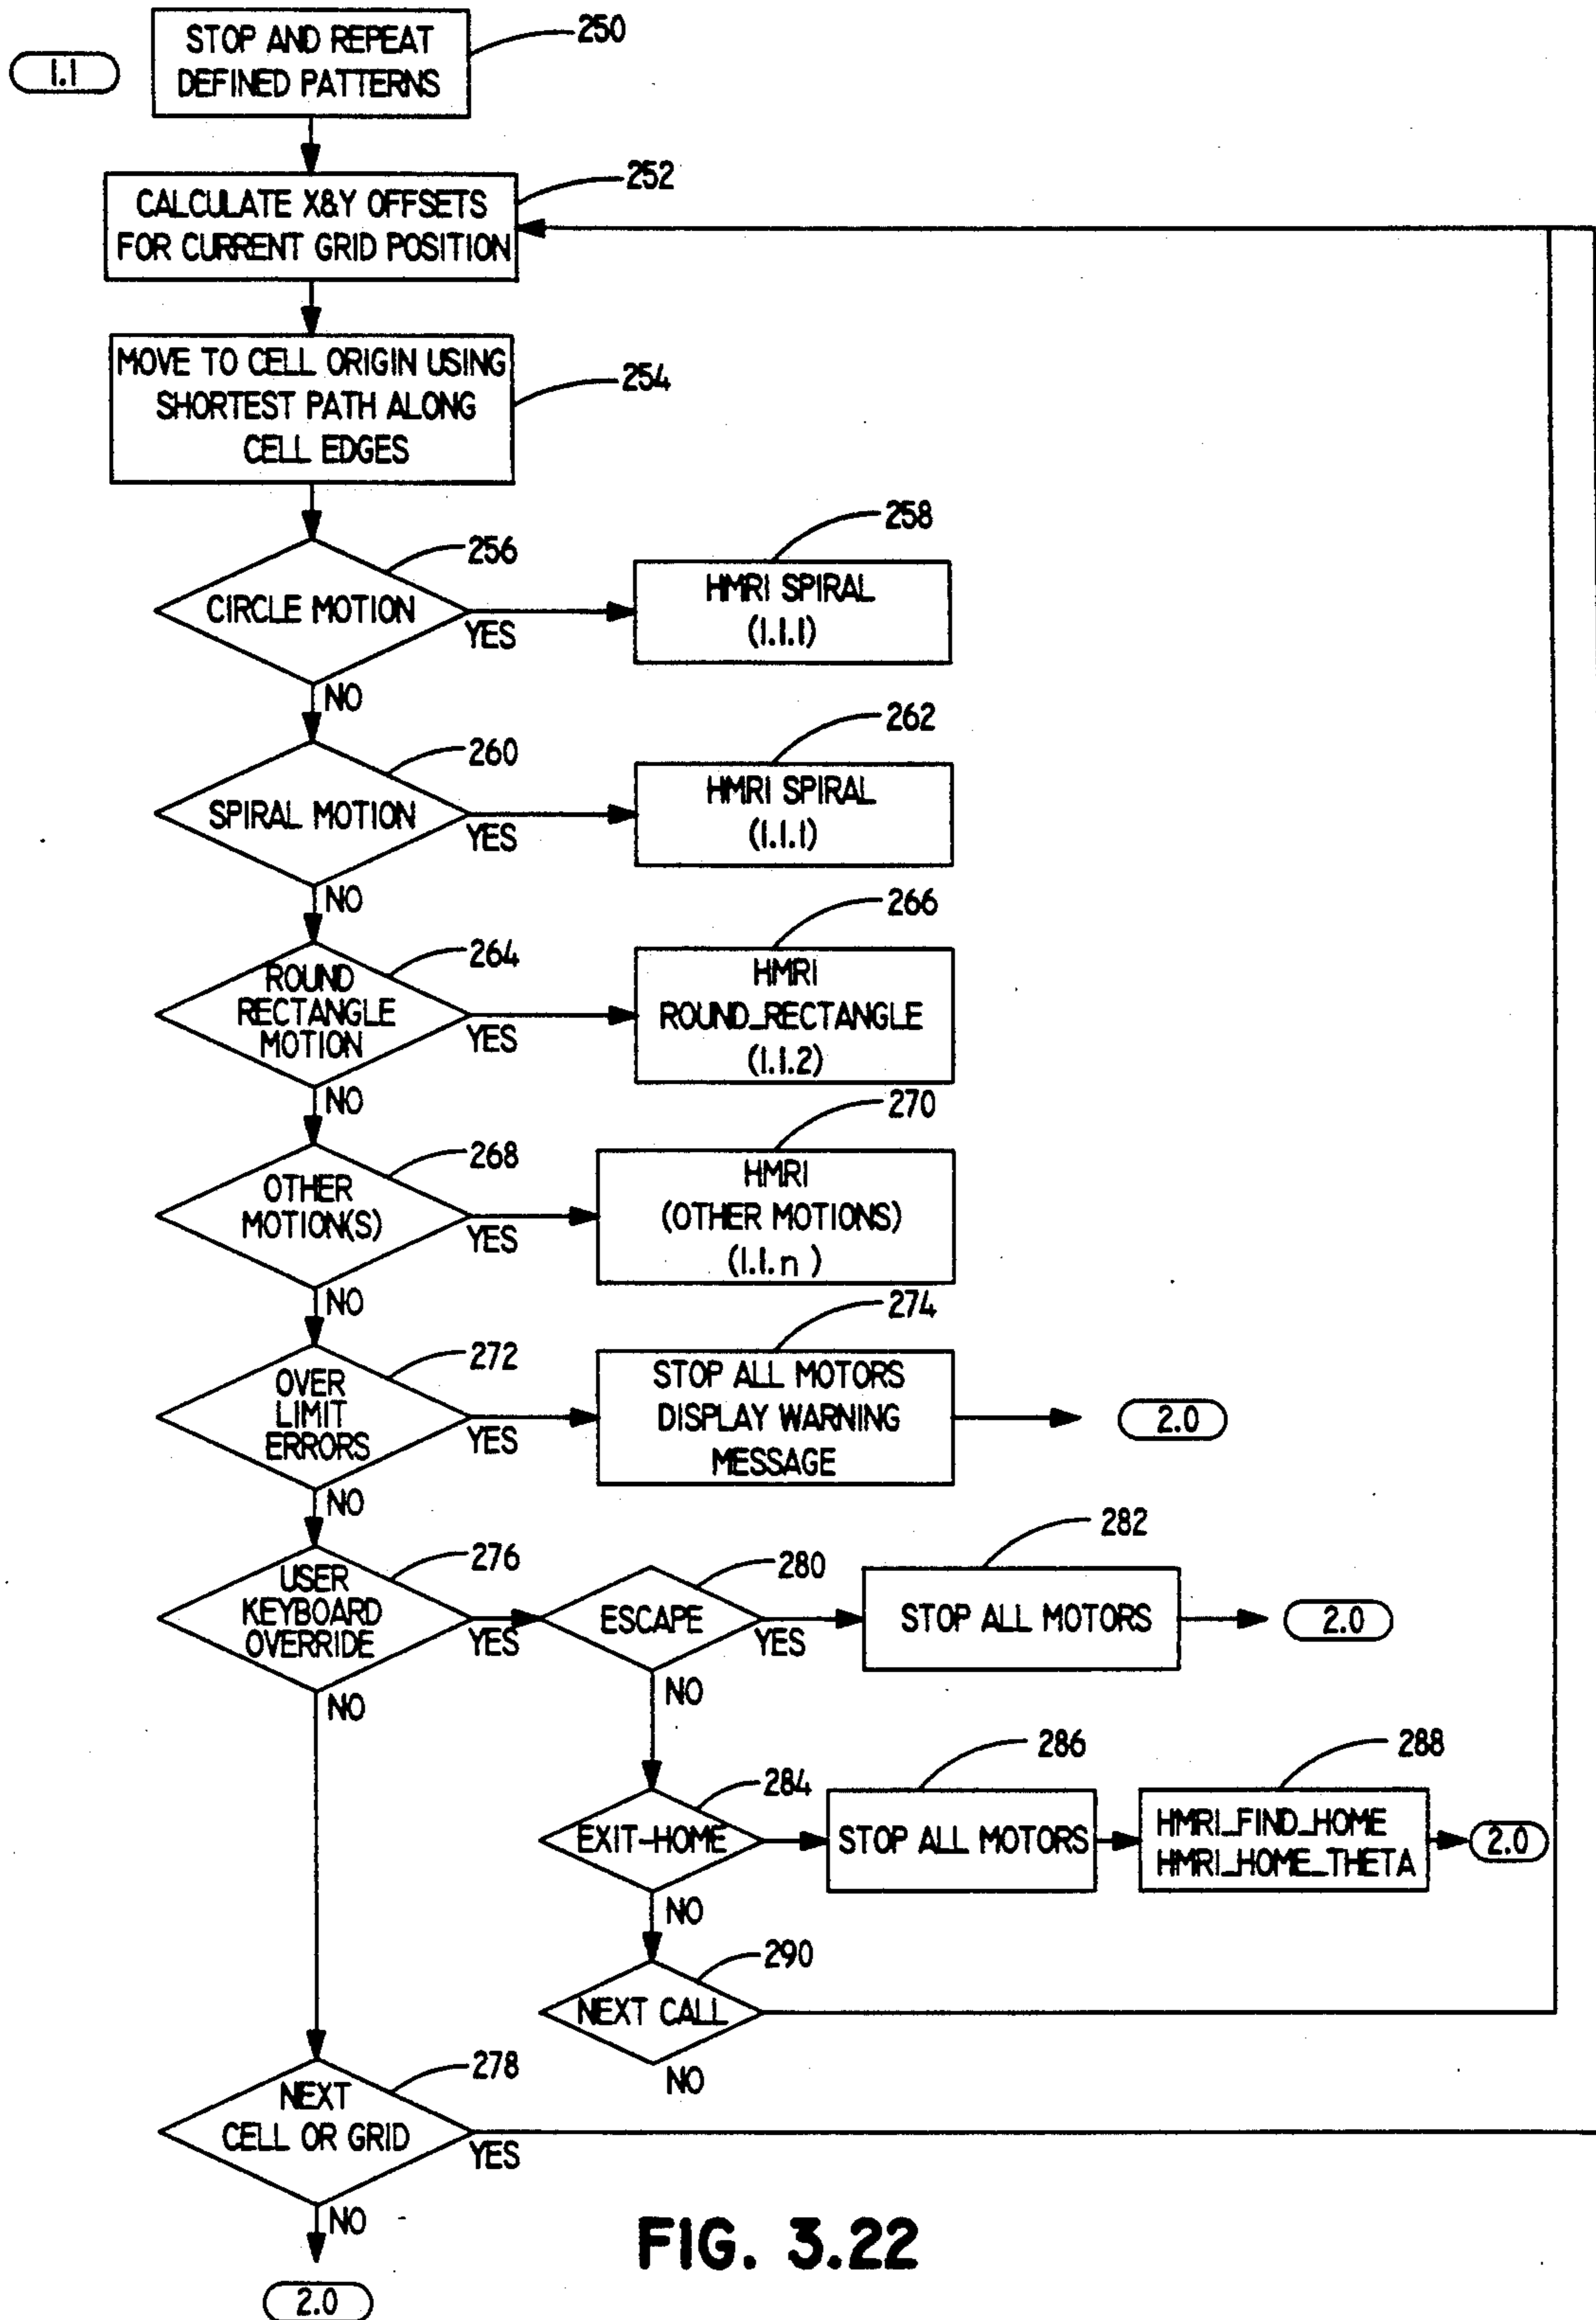 1.1
STOP AND REPEAT
DEFINED PATTERNS
250
CALCULATE X&Y OFFSETS
FOR CURRENT GRID POSITION
252
MOVE TO CELL ORIGIN USING
SHORTEST PATH ALONG
CELL EDGES
254
CIRCLE MOTION
256
YES
HMRI SPIRAL
(1.1.1)
258
NO
SPIRAL MOTION
260
YES
HMRI SPIRAL
(1.1.1)
262
NO
ROUND
RECTANGLE
MOTION
264
YES
HMRI
ROUND_RECTANGLE
(1.1.2)
266
NO
OTHER
MOTION(S)
268
YES
HMRI
(OTHER MOTIONS)
(1.1.n )
270
NO
OVER
LIMIT
ERRORS
272
YES
STOP ALL MOTORS
DISPLAY WARNING
MESSAGE
274
2.0
NO
USER
KEYBOARD
OVERRIDE
276
YES
ESCAPE
280
YES
STOP ALL MOTORS
282
2.0
NO
NO
EXIT-HOME
284
STOP ALL MOTORS
286
HMRI_FIND_HOME
HMRI_HOME_THETA
288
2.0
NO
NEXT CALL
290
NO
NEXT
CELL OR GRID
278
YES
NO
2.0
FIG. 3.22